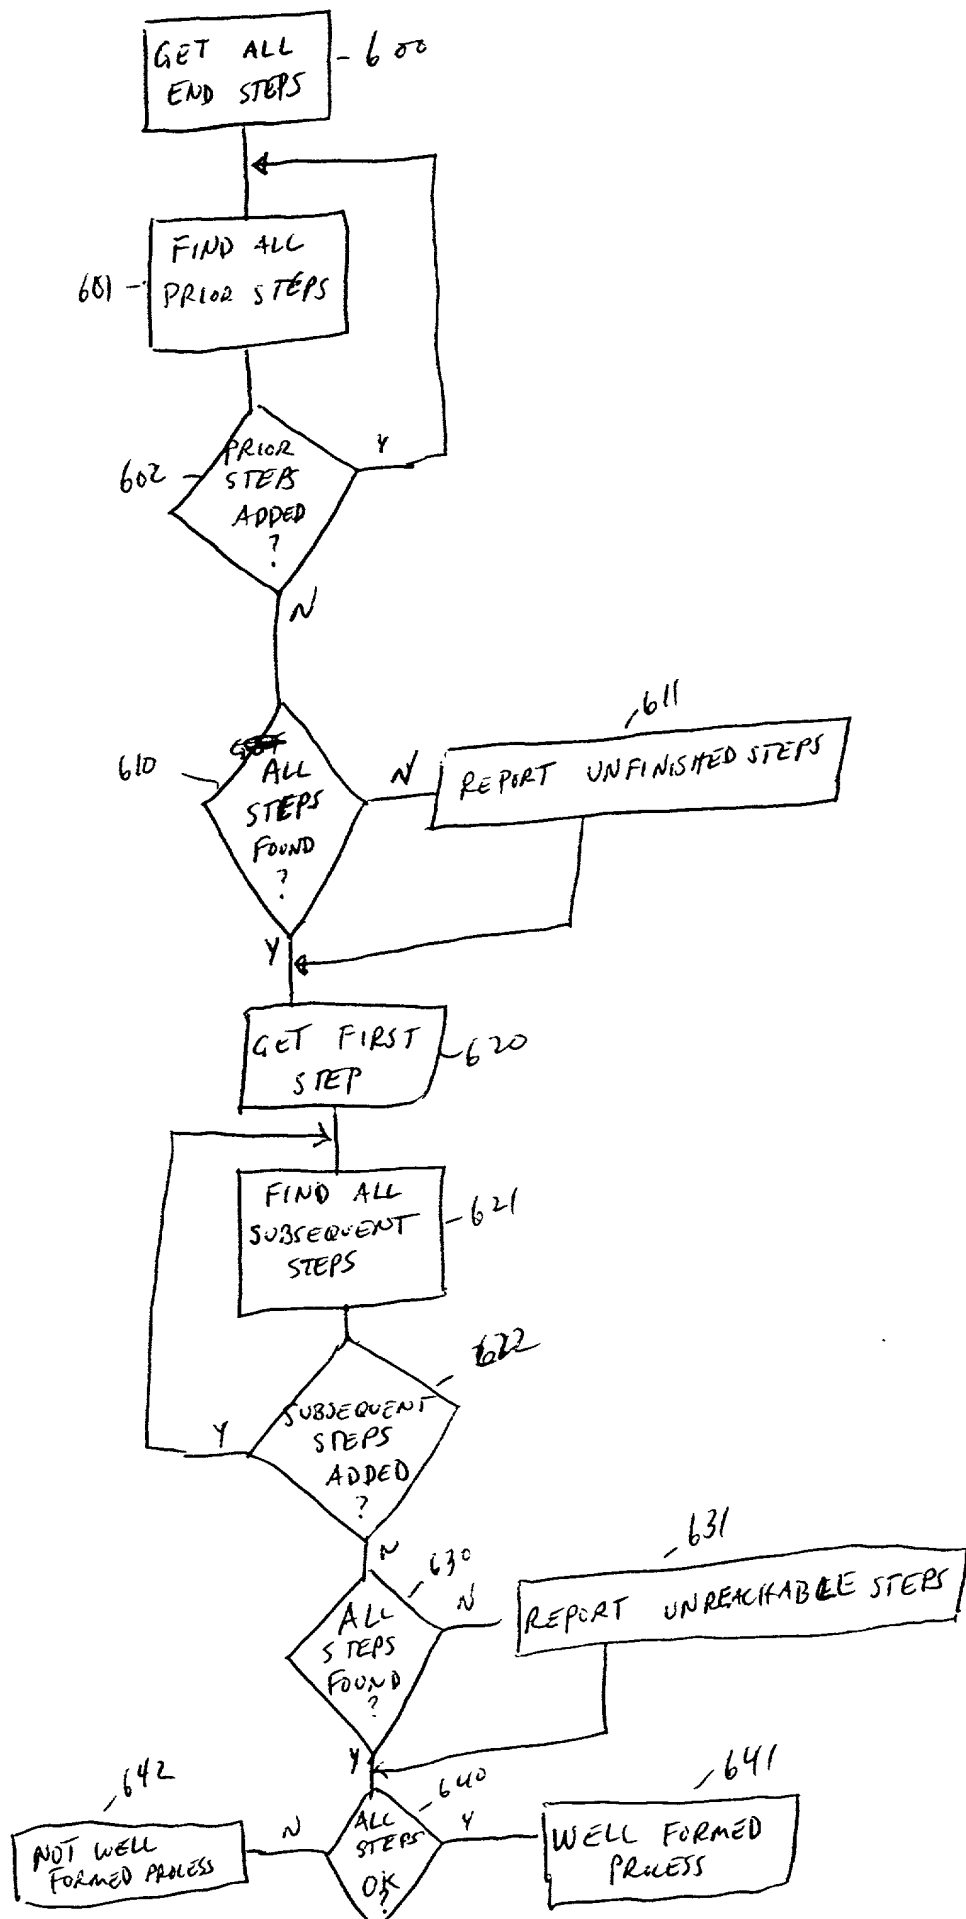 GET ALL
END STEPS
600
FIND ALL
PRIOR STEPS
601
PRIOR
STEPS
ADDED
?
602
Y
N
ALL
STEPS
FOUND
?
610
N
REPORT UNFINISHED STEPS
611
Y
GET FIRST
STEP
620
FIND ALL
SUBSEQUENT
STEPS
621
SUBSEQUENT
STEPS
ADDED
?
622
Y
N
ALL
STEPS
FOUND
?
630
N
REPORT UNREACHABLE STEPS
631
Y
ALL
STEPS
OK
?
640
N
NOT WELL
FORMED PROCESS
642
Y
WELL FORMED
PROCESS
641